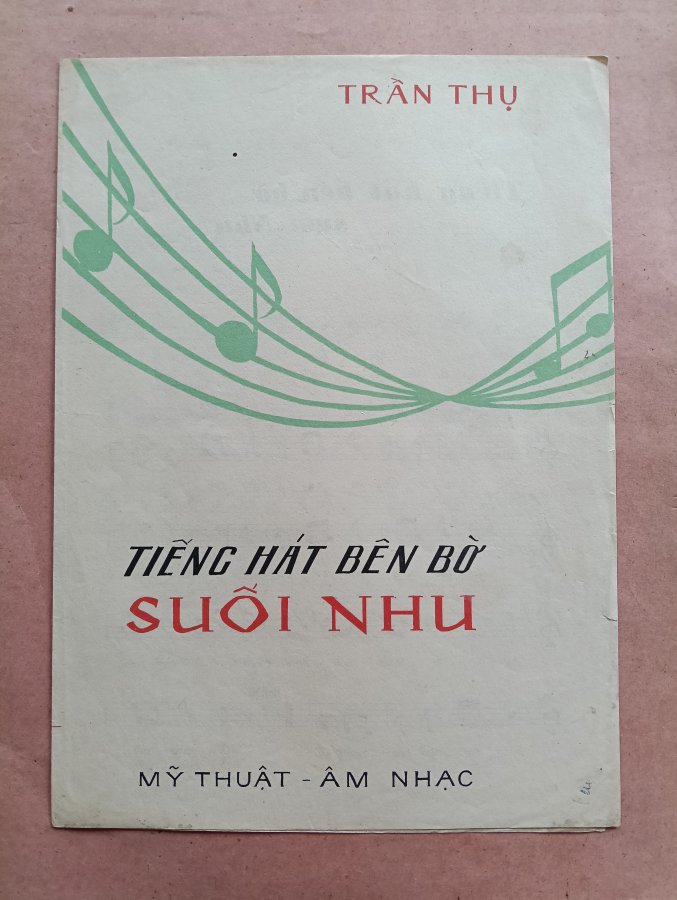 TRẦN THỤ
TIẾNG HÁT BÊN BỜ
SUỐI NHU
MỸ THUẬT - ÂM NHẠC